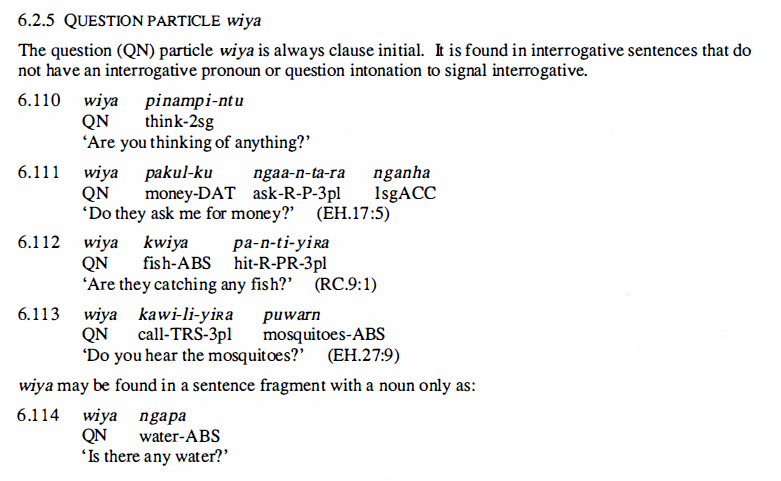 6.2.5 QUESTION PARTICLE wiya
The question (QN) particle wiya is always clause initial. It is found in interrogative sentences that do
not have an interrogative pronoun or question intonation to signal interrogative.
6.110 wiya pinampi-ntu
QN think-2sg
‘Are you thinking of anything?’
6.111 wiya pakul-ku ngaa-n-ta-ra nganha
QN money-DAT ask-R-P-3pl 1sgACC
‘Do they ask me for money?’ (EH.17:5)
6.112 wiya kwiya pa-n-ti-yiRa
QN fish-ABS hit-R-PR-3pl
‘Are they catching any fish?’ (RC.9:1)
6.113 wiya kawi-li-yiRa puwarn
QN call-TRS-3pl mosquitoes-ABS
‘Do you hear the mosquitoes?’ (EH.27:9)
wiya may be found in a sentence fragment with a noun only as:
6.114 wiya ngapa
QN water-ABS
‘Is there any water?’